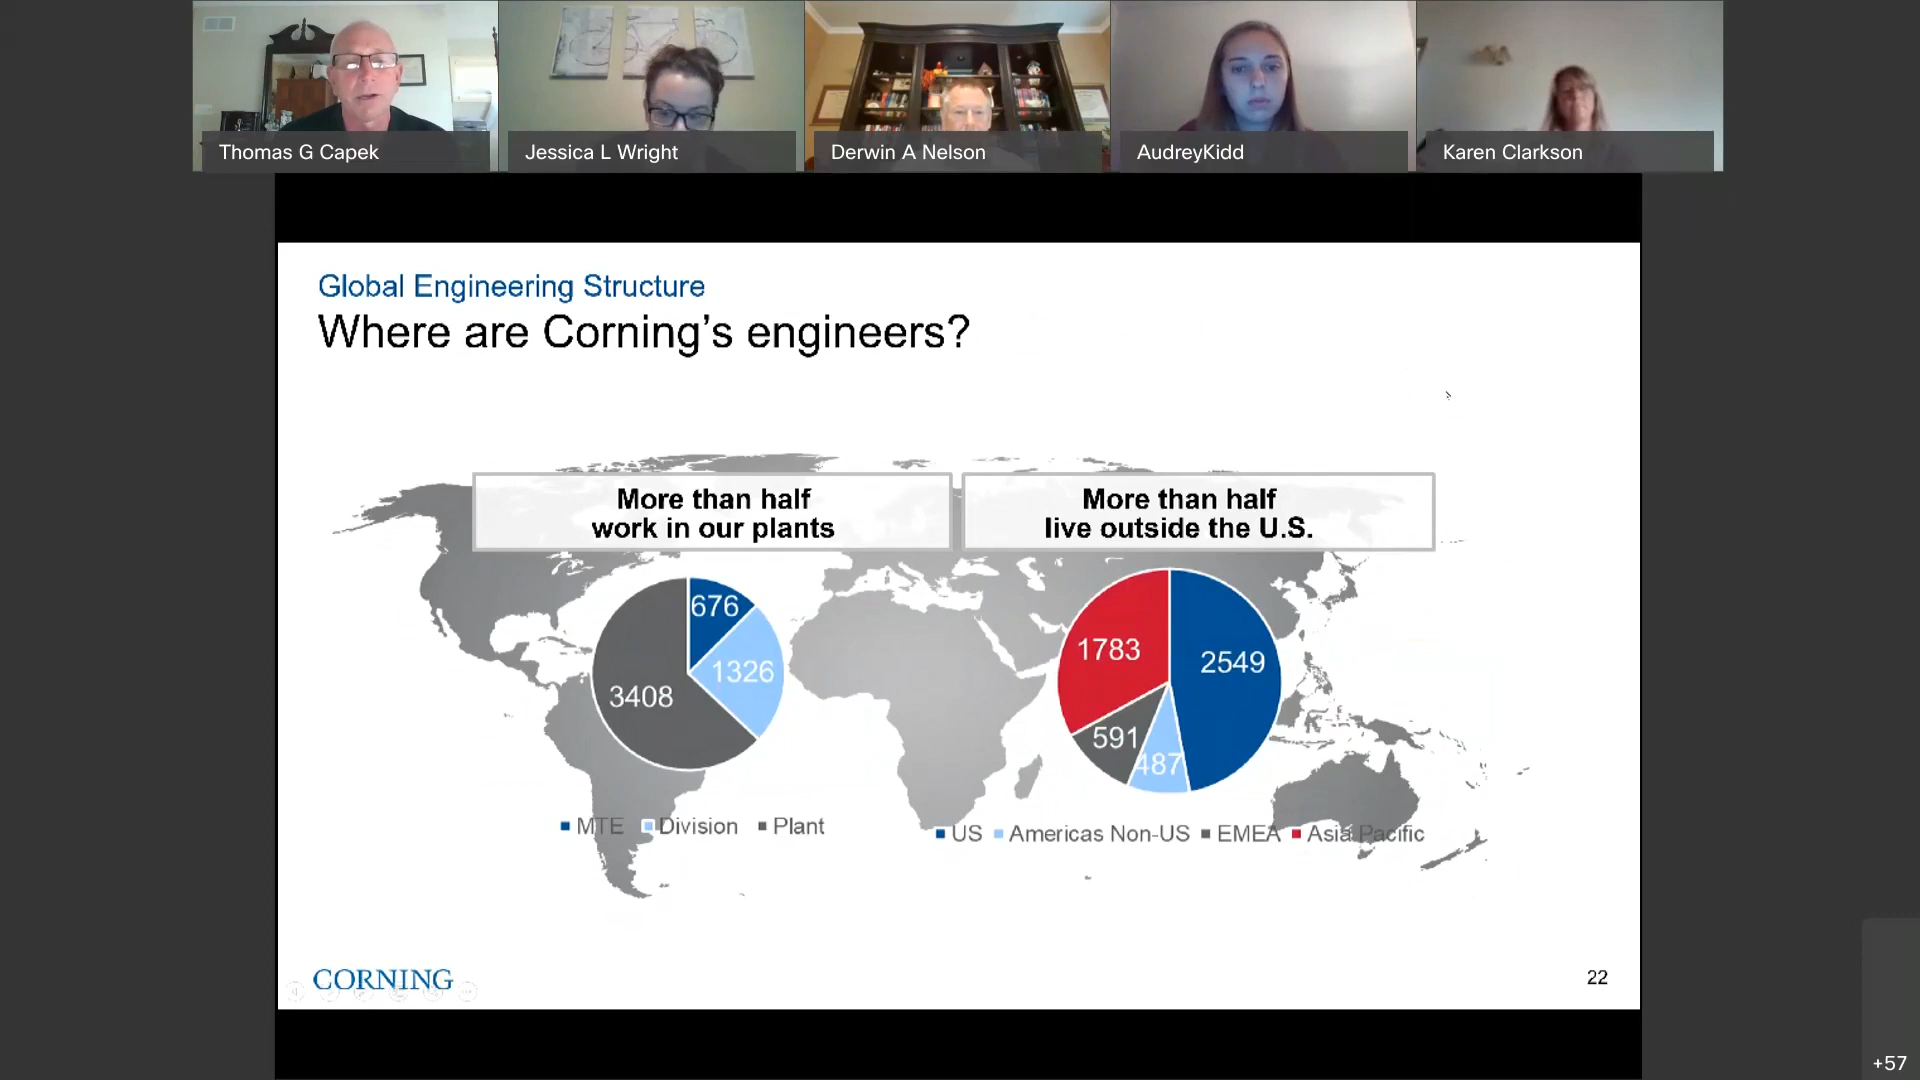 Thomas G Capek
Jessica L Wright
Derwin A Nelson
AudreyKidd
Karen Clarkson
Global Engineering Structure
Where are Corning's engineers?
More than half
work in our plants
More than half
live outside the U.S.
676
1326
3408
1783
2549
591
487
MTE Division Plant
US Americas Non-US EMEA Asia Pacific
CORNING
22
+57